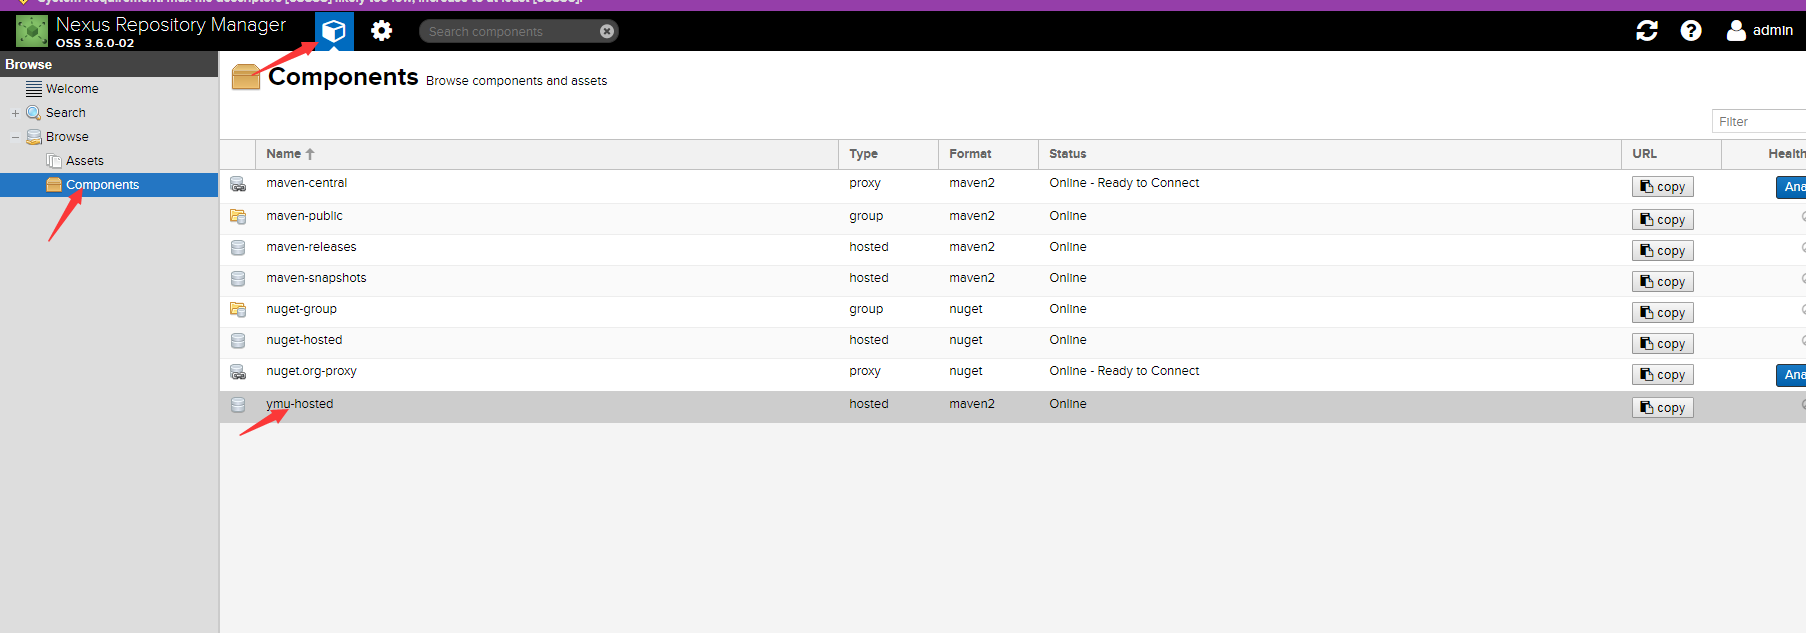 Nexus Repository Manager
OSS 3.6.0-02
Search components
admin
Browse
Welcome
Search
Browse
Assets
Components
Components Browse components and assets
Filter
Name Type Format Status URL Health
maven-central proxy maven2 Online - Ready to Connect copy Ana
maven-public group maven2 Online copy
maven-releases hosted maven2 Online copy
maven-snapshots hosted maven2 Online copy
nuget-group group nuget Online copy
nuget-hosted hosted nuget Online copy
nuget.org-proxy proxy nuget Online - Ready to Connect copy Ana
ymu-hosted hosted maven2 Online copy